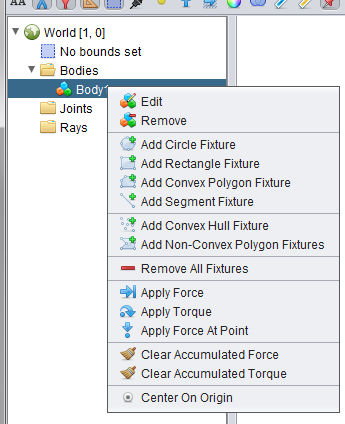 AA
World [1, 0]
No bounds set
Bodies
Body1
Joints
Rays
Edit
Remove
Add Circle Fixture
Add Rectangle Fixture
Add Convex Polygon Fixture
Add Segment Fixture
Add Convex Hull Fixture
Add Non-Convex Polygon Fixtures
Remove All Fixtures
Apply Force
Apply Torque
Apply Force At Point
Clear Accumulated Force
Clear Accumulated Torque
Center On Origin